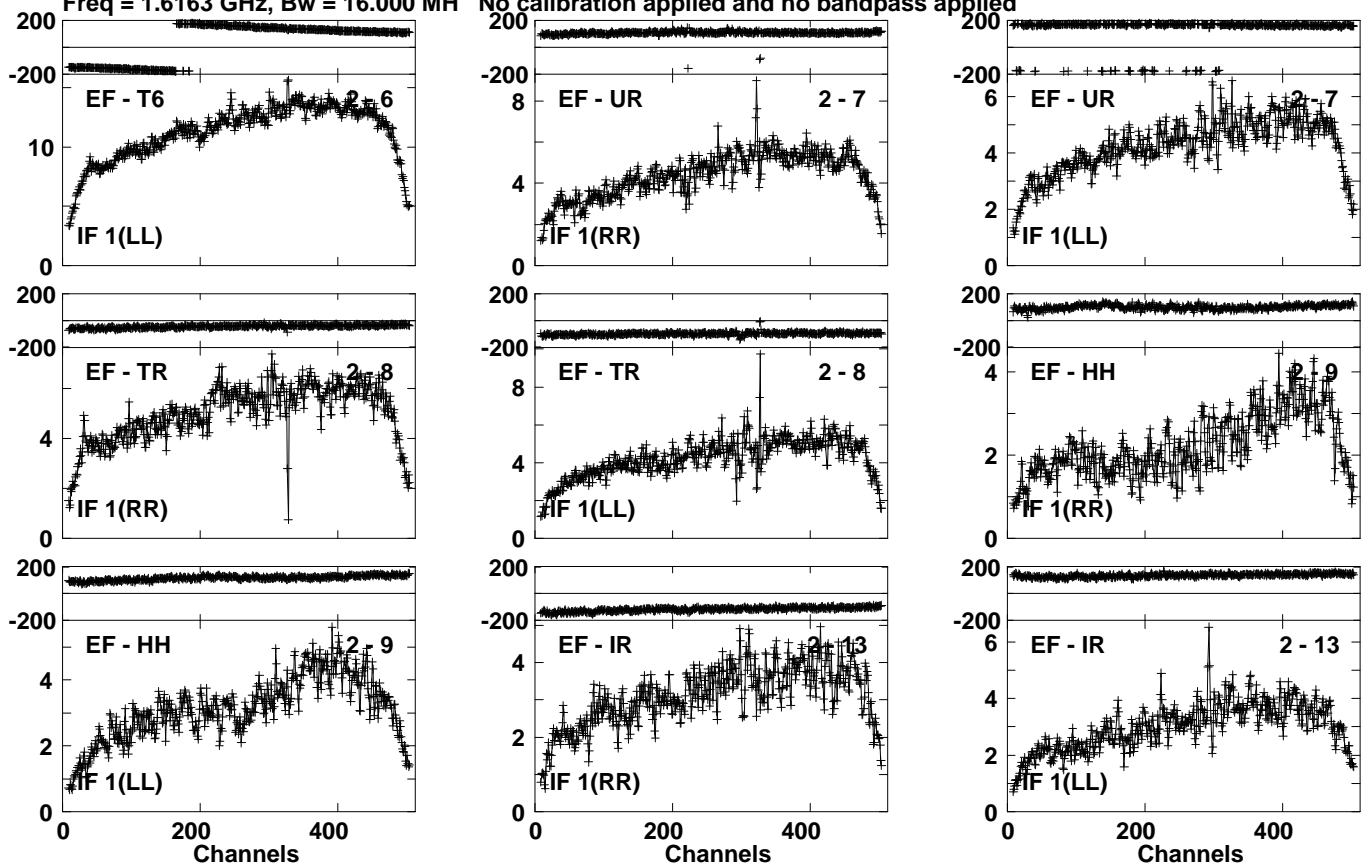 Freq = 1.6163 GHz, Bw = 16.000 MH No calibration applied and no bandpass applied
200 200 200
-200 -200 -200
EF - T6 2 - 6 EF - UR 2 - 7 EF - UR 2 - 7
8 6
10 4 4
2
IF 1(LL) IF 1(RR) IF 1(LL)
0 0 0
200 200 200
-200 -200 -200
EF - TR 2 - 8 EF - TR 2 - 8 EF - HH 2 - 9
8 4
4 4 2
IF 1(RR) IF 1(LL) IF 1(RR)
0 0 0
200 200 200
-200 -200 -200
EF - HH 2 - 9 EF - IR 2 - 13 EF - IR 2 - 13
6
4 4 4
2 2 2
IF 1(LL) IF 1(RR) IF 1(LL)
0 0 0
0 200 400 0 200 400 0 200 400
Channels Channels Channels